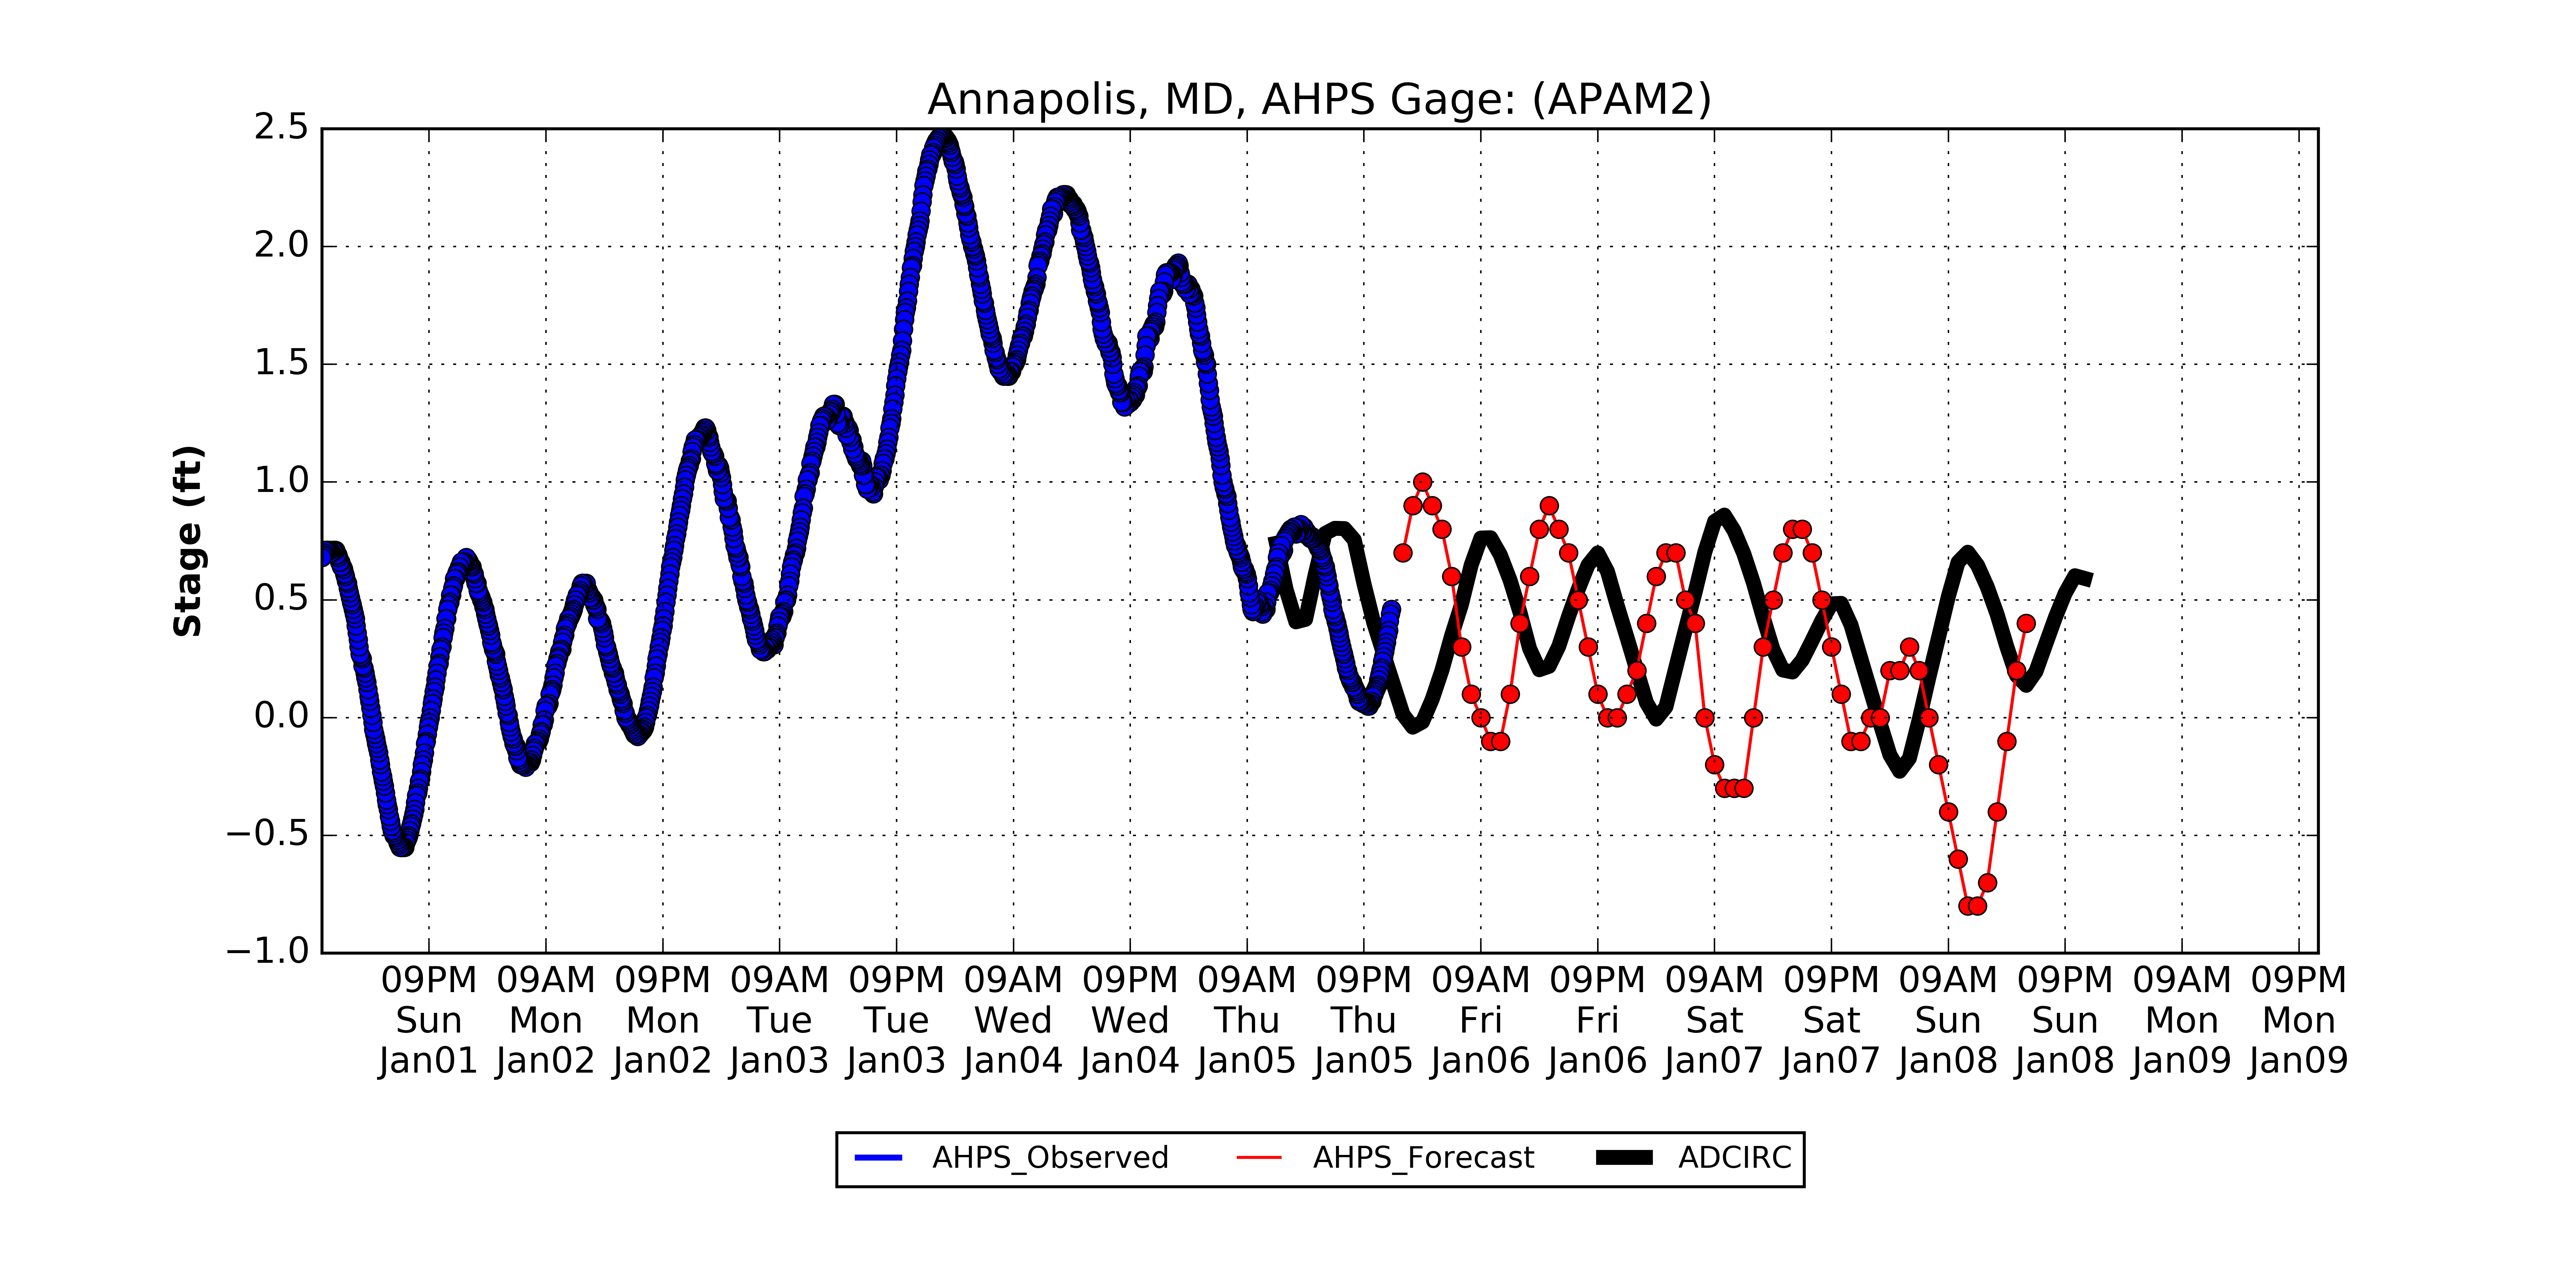 Annapolis, MD, AHPS Gage: (APAM2)
2.5
2.0
1.5
1.0
0.5
0.0
−0.5
−1.0
Stage (ft)
09PM 09AM 09PM 09AM 09PM 09AM 09PM 09AM 09PM 09AM 09PM 09AM 09PM 09AM 09PM 09AM 09PM
Sun Mon Mon Tue Tue Wed Wed Thu Thu Fri Fri Sat Sat Sun Sun Mon Mon
Jan01 Jan02 Jan02 Jan03 Jan03 Jan04 Jan04 Jan05 Jan05 Jan06 Jan06 Jan07 Jan07 Jan08 Jan08 Jan09 Jan09
AHPS_Observed AHPS_Forecast ADCIRC